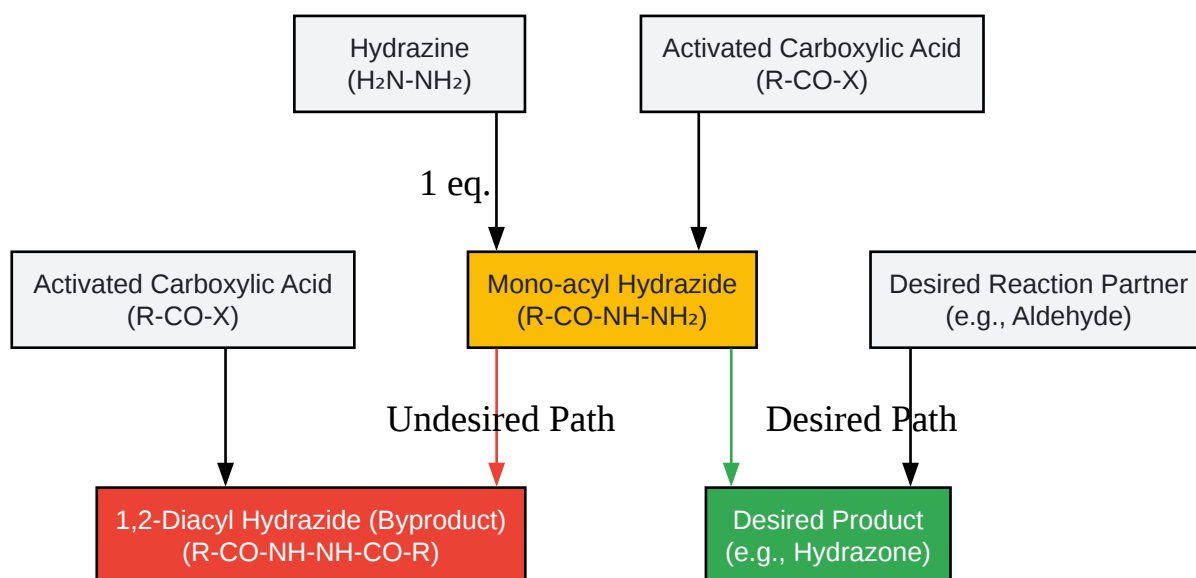 Hydrazine
(H₂N-NH₂)
Activated Carboxylic Acid
(R-CO-X)
1 eq.
Activated Carboxylic Acid
(R-CO-X)
Mono-acyl Hydrazide
(R-CO-NH-NH₂)
Desired Reaction Partner
(e.g., Aldehyde)
Undesired Path
Desired Path
1,2-Diacyl Hydrazide (Byproduct)
(R-CO-NH-NH-CO-R)
Desired Product
(e.g., Hydrazone)